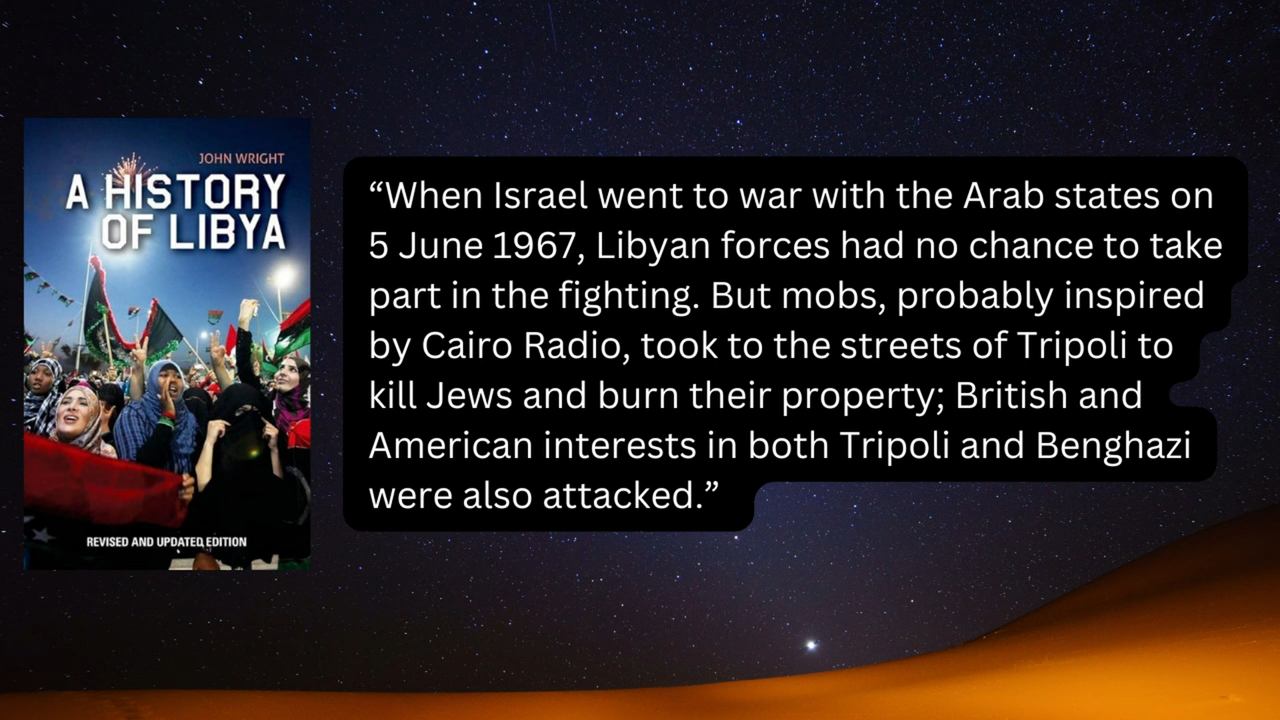 JOHN WRIGHT
A HISTORY
OF LIBYA
REVISED AND UPDATED EDITION
“When Israel went to war with the Arab states on
5 June 1967, Libyan forces had no chance to take
part in the fighting. But mobs, probably inspired
by Cairo Radio, took to the streets of Tripoli to
kill Jews and burn their property; British and
American interests in both Tripoli and Benghazi
were also attacked.”